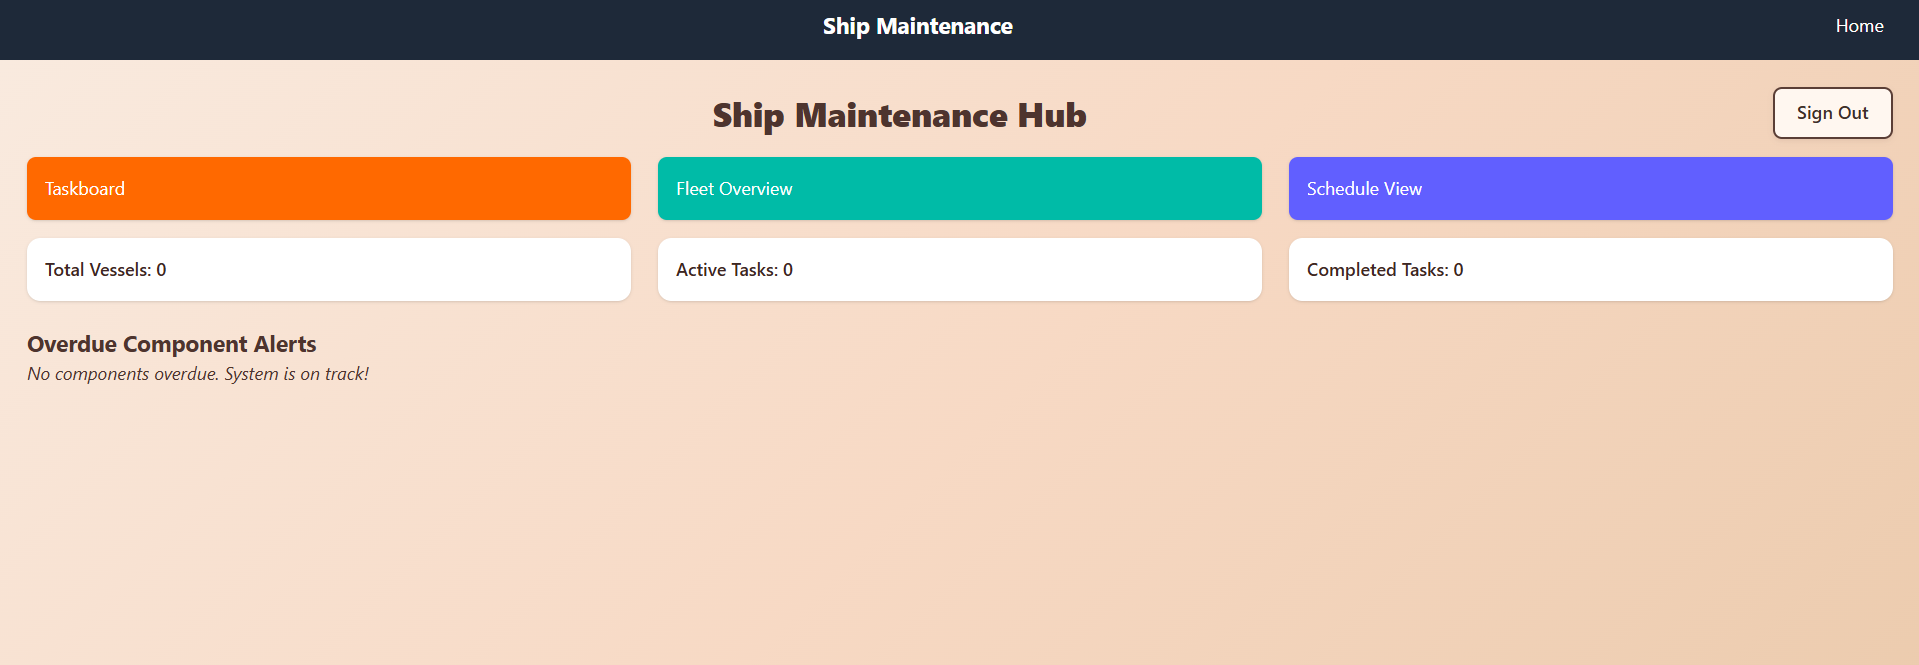 Ship Maintenance
Home
Ship Maintenance Hub
Sign Out
Taskboard
Fleet Overview
Schedule View
Total Vessels: 0
Active Tasks: 0
Completed Tasks: 0
Overdue Component Alerts
No components overdue. System is on track!